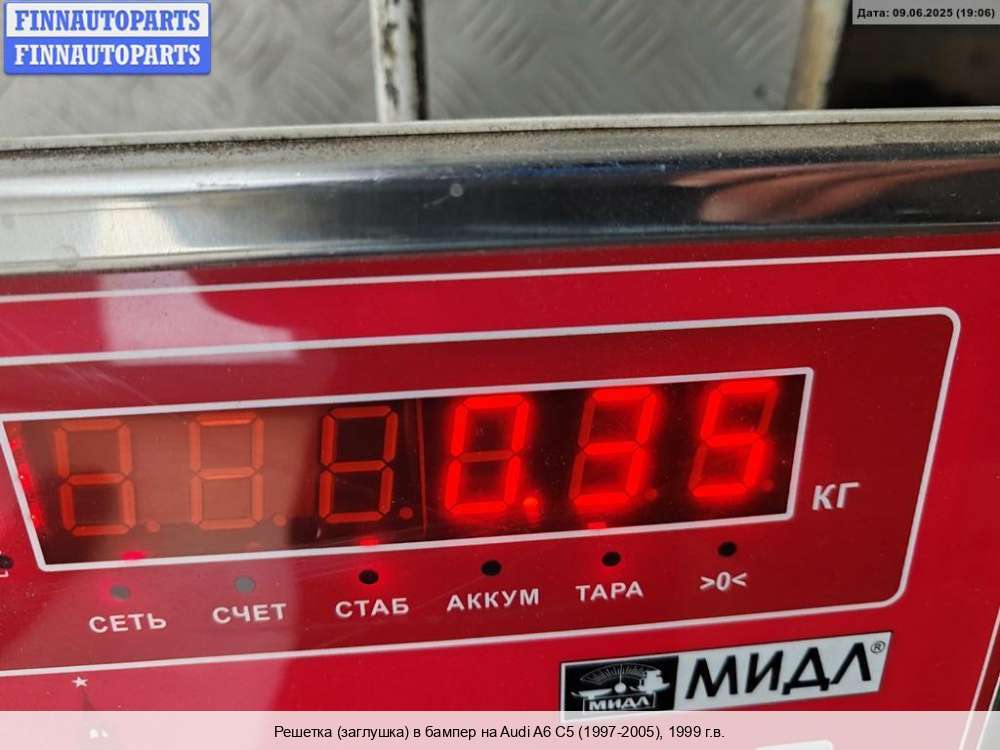 FINNAUTOPARTS
FINNAUTOPARTS
Дата: 09.06.2025 (19:06)
0.35
КГ
СЕТЬ СЧЕТ СТАБ АККУМ ТАРА >0<
МИДЛ МИДЛ®
Решетка (заглушка) в бампер на Audi A6 C5 (1997-2005), 1999 г.в.